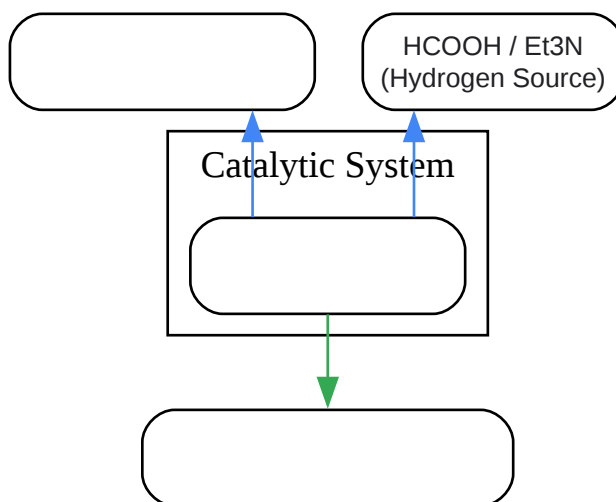 HCOOH / Et3N
(Hydrogen Source)
Catalytic System